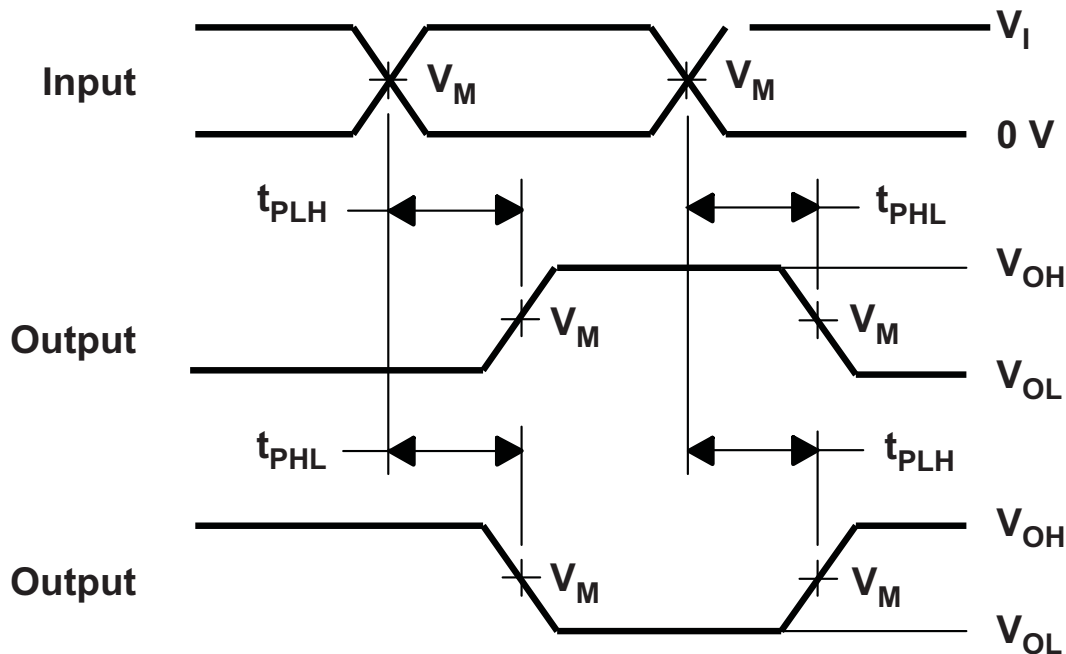 V_I
Input V_M V_M
0 V
t_PLH t_PHL
V_OH
Output V_M V_M
V_OL
t_PHL t_PLH
V_OH
Output V_M V_M
V_OL